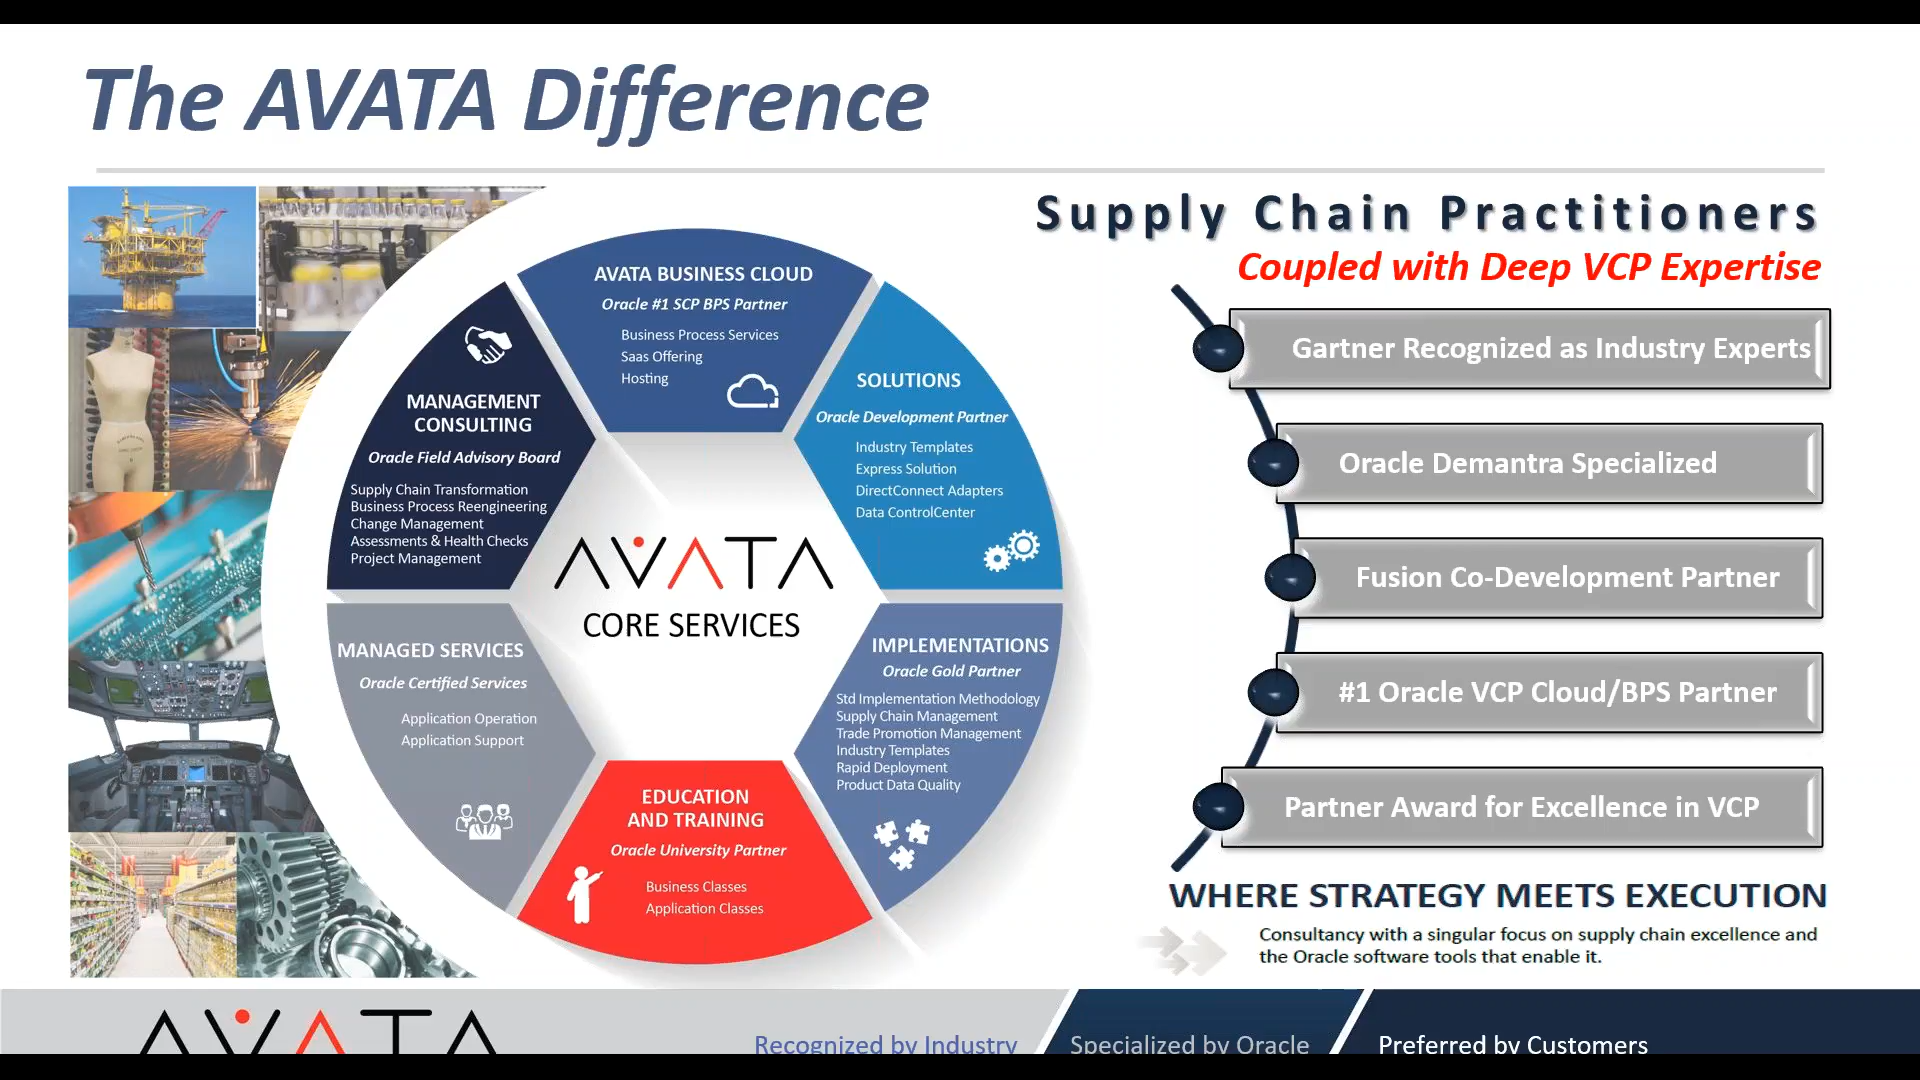 The AVATA Difference
Supply Chain Practitioners
Coupled with Deep VCP Expertise
AVATA BUSINESS CLOUD
Oracle #1 SCP BPS Partner
Business Process Services
Saas Offering
Hosting
SOLUTIONS
Oracle Development Partner
Industry Templates
Express Solution
DirectConnect Adapters
Data ControlCenter
IMPLEMENTATIONS
Oracle Gold Partner
Std Implementation Methodology
Supply Chain Management
Trade Promotion Management
Industry Templates
Rapid Deployment
Product Data Quality
EDUCATION
AND TRAINING
Oracle University Partner
Business Classes
Application Classes
MANAGED SERVICES
Oracle Certified Services
Application Operation
Application Support
MANAGEMENT
CONSULTING
Oracle Field Advisory Board
Supply Chain Transformation
Business Process Reengineering
Change Management
Assessments & Health Checks
Project Management
AVATA
CORE SERVICES
Gartner Recognized as Industry Experts
Oracle Demantra Specialized
Fusion Co-Development Partner
#1 Oracle VCP Cloud/BPS Partner
Partner Award for Excellence in VCP
WHERE STRATEGY MEETS EXECUTION
Consultancy with a singular focus on supply chain excellence and
the Oracle software tools that enable it.
AVATA
Recognized by Industry
Specialized by Oracle
Preferred by Customers